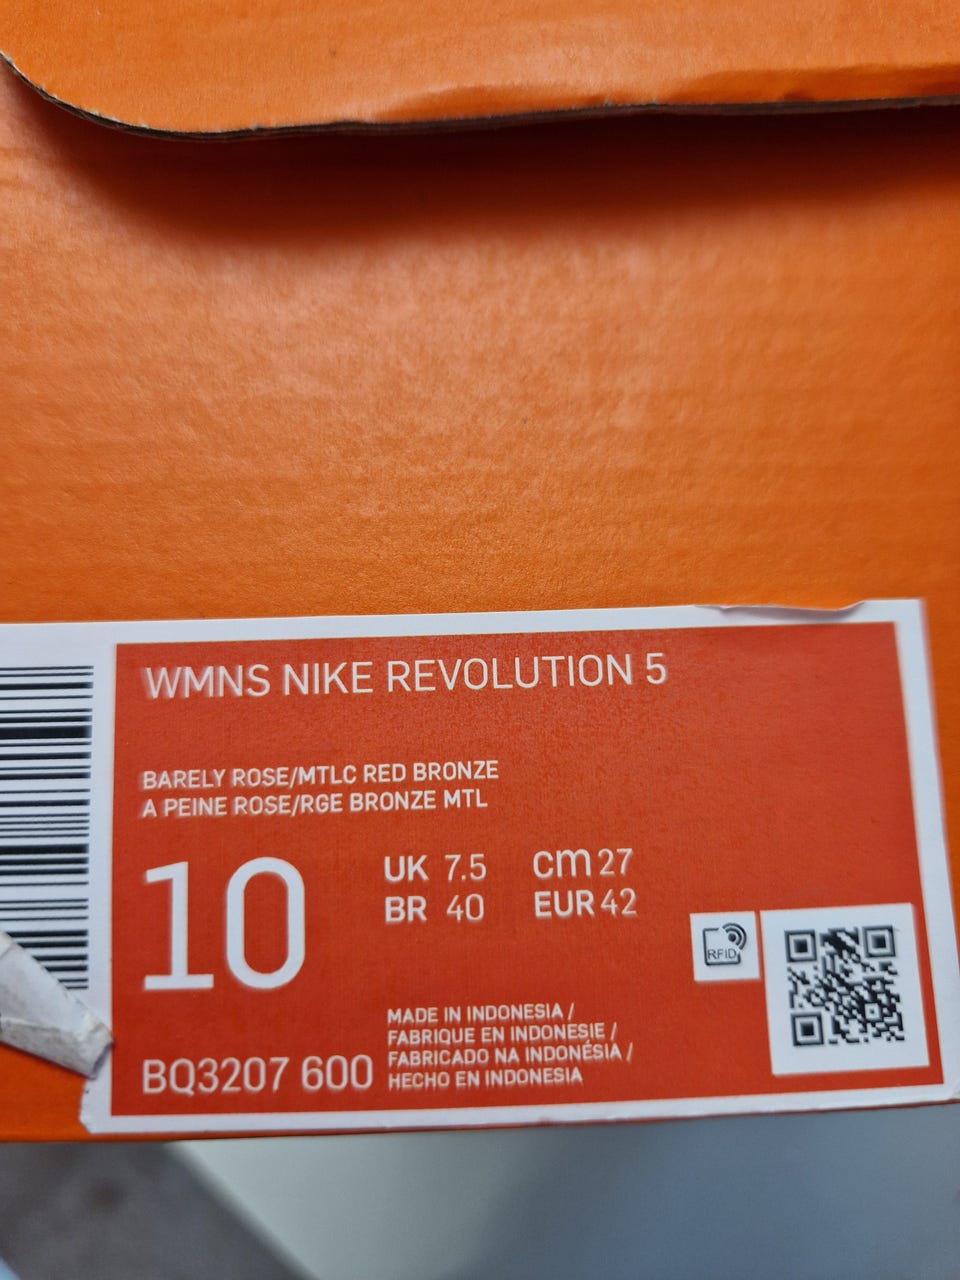 WMNS NIKE REVOLUTION 5
BARELY ROSE/MTLC RED BRONZE
A PEINE ROSE/RGE BRONZE MTL
10
UK 7.5 cm 27
BR 40 EUR 42
RFID
BQ3207 600
MADE IN INDONESIA /
FABRIQUE EN INDONESIE /
FABRICADO NA INDONÉSIA /
HECHO EN INDONESIA